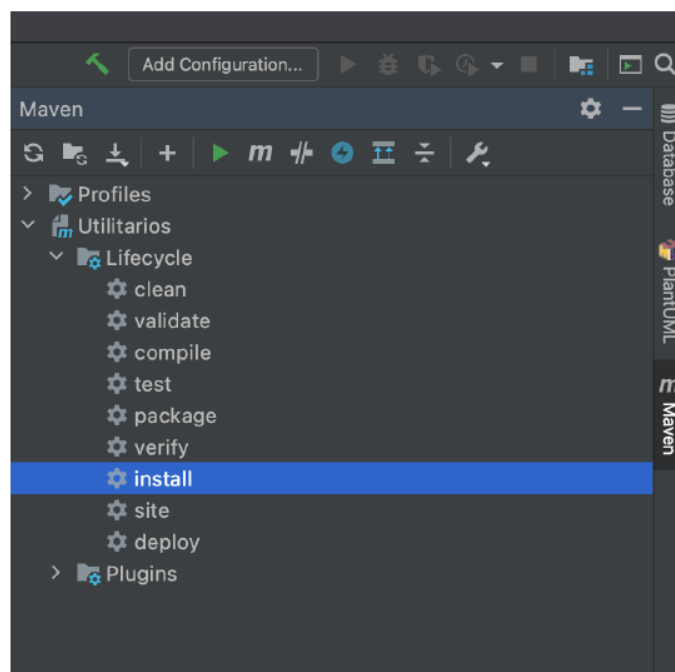 Add Configuration...
Maven
m
Profiles
Utilitarios
Lifecycle
clean
validate
compile
test
package
verify
install
site
deploy
Plugins
Database
PlantUML
Maven